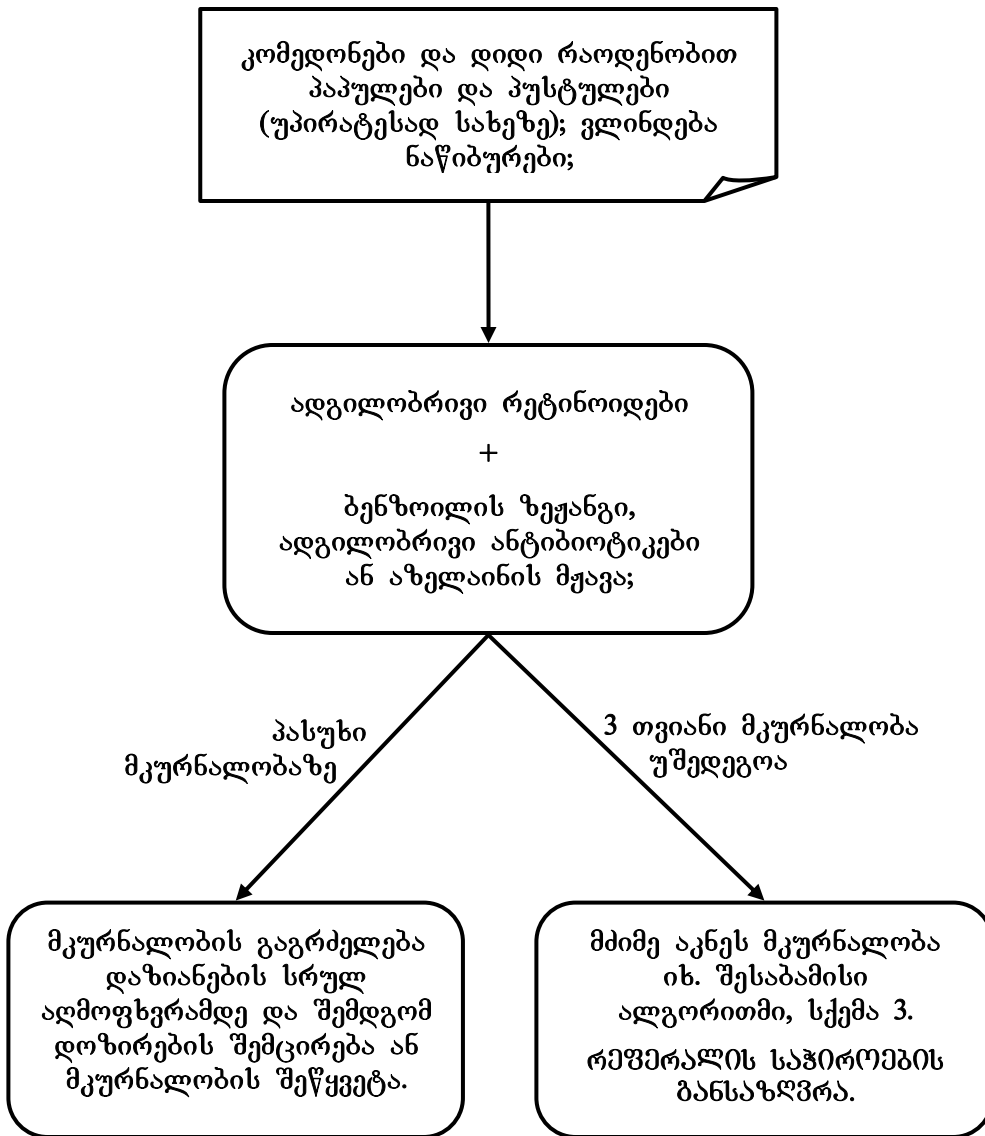 კომედონები და დიდი რაოდენობით
პაპულები და პუსტულები
(უპირატესად სახეზე); ვლინდება
ნაწიბურები;
ადგილობრივი რეტინოიდები
+
ბენზოილის ზეჟანგი,
ადგილობრივი ანტიბიოტიკები
ან აზელაინის მჟავა;
პასუხი
მკურნალობაზე
3 თვიანი მკურნალობა
უშედეგოა
მკურნალობის გაგრძელება
დაზიანების სრულ
აღმოფხვრამდე და შემდგომ
დოზირების შემცირება ან
მკურნალობის შეწყვეტა.
მძიმე აკნეს მკურნალობა
იხ. შესაბამისი
ალგორითმი, სქემა 3.
რეფერალის საჭიროების
განსაზღვრა.